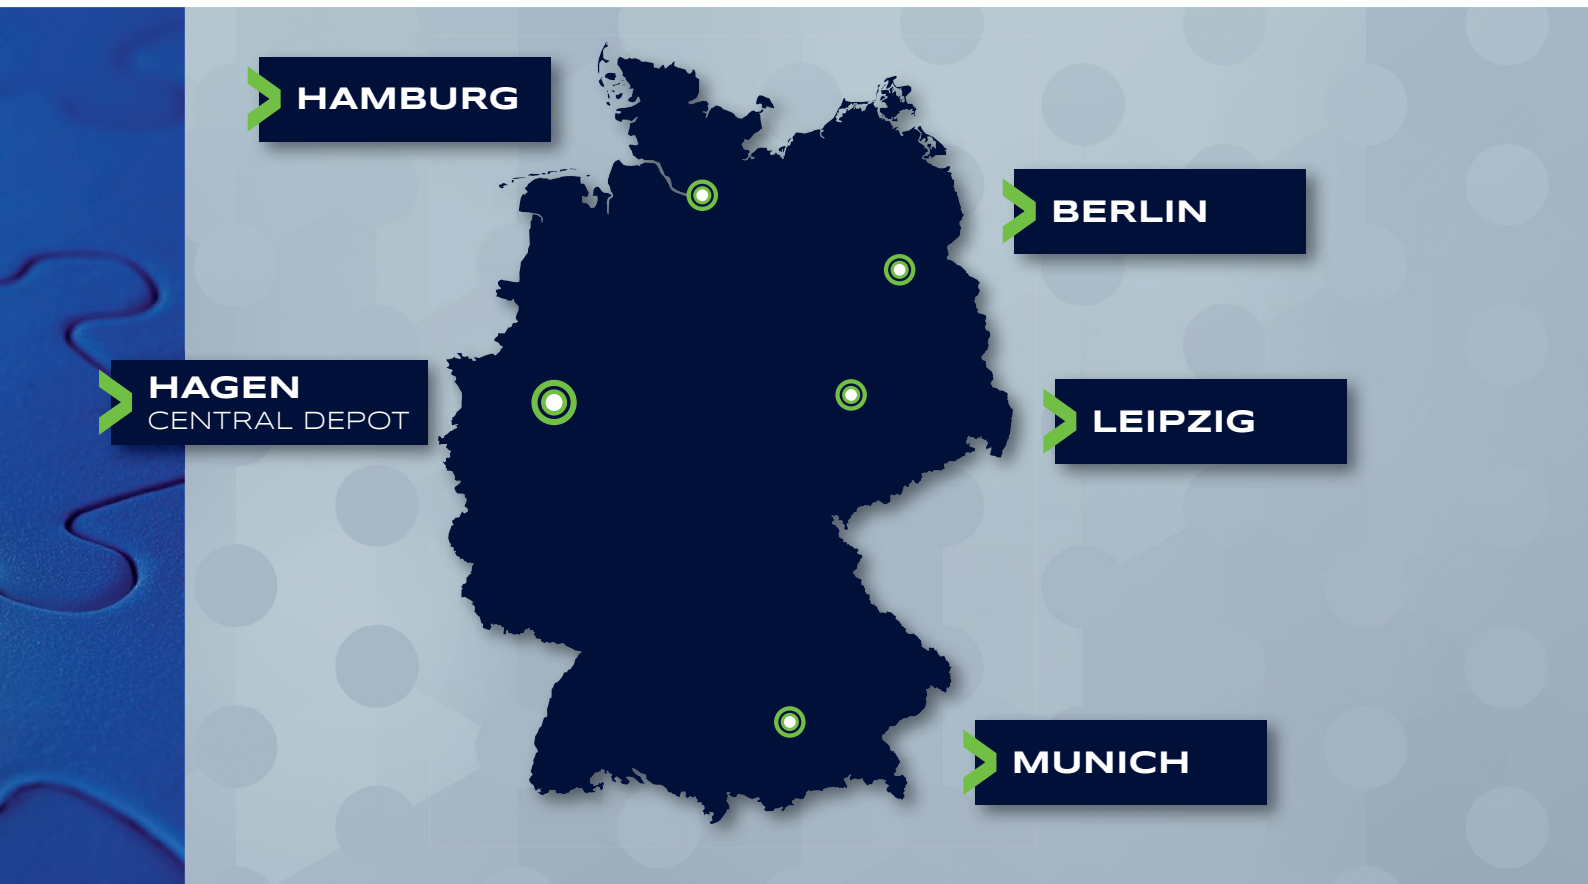 HAMBURG
BERLIN
HAGEN
CENTRAL DEPOT
LEIPZIG
MUNICH